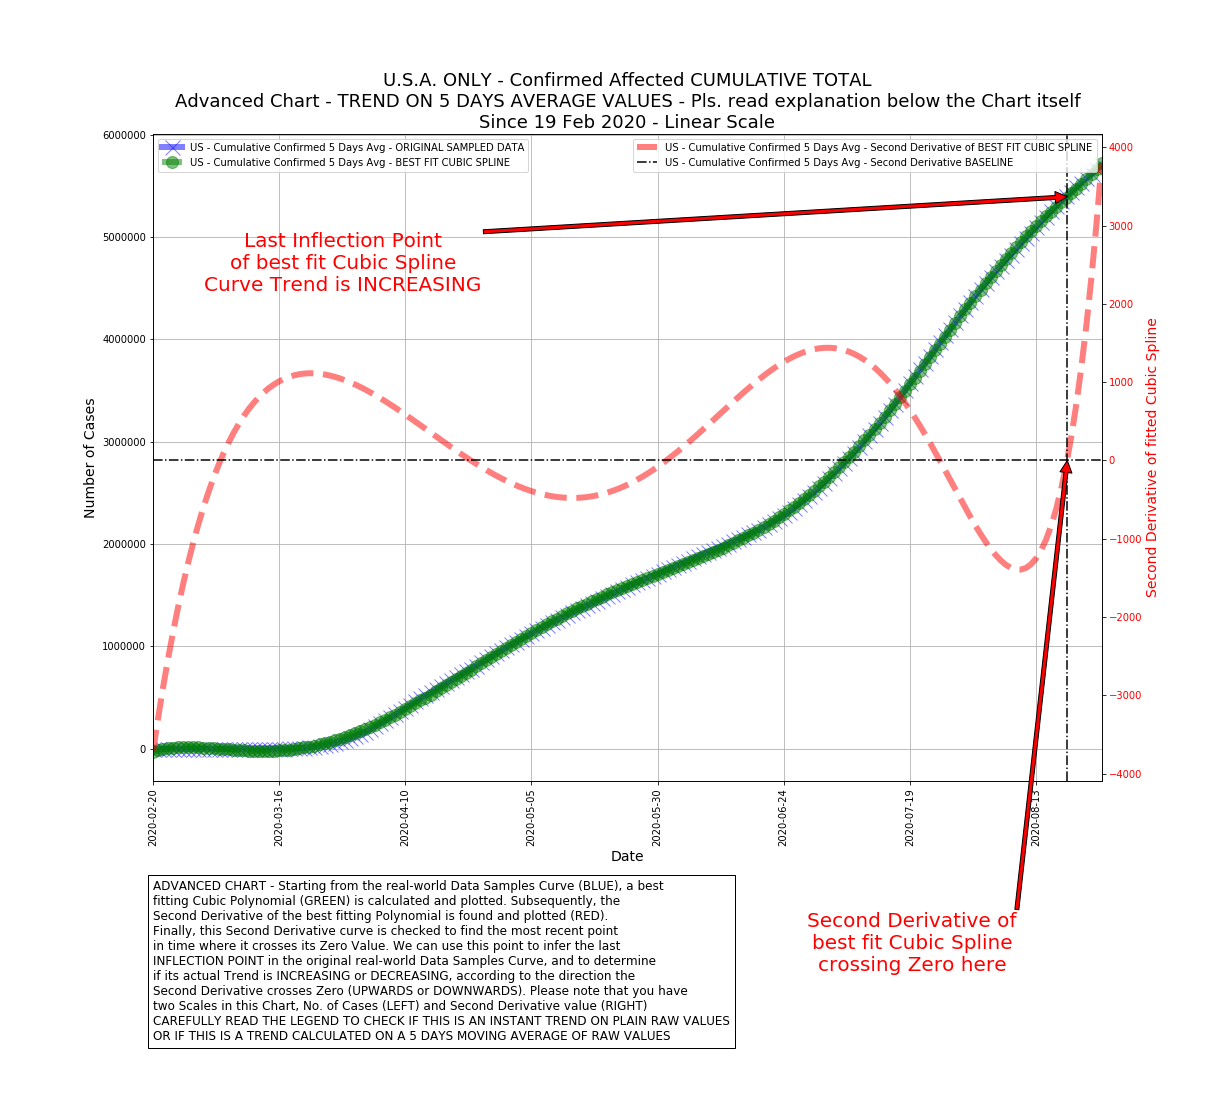 U.S.A. ONLY - Confirmed Affected CUMULATIVE TOTAL
Advanced Chart - TREND ON 5 DAYS AVERAGE VALUES - Pls. read explanation below the Chart itself
Since 19 Feb 2020 - Linear Scale
US - Cumulative Confirmed 5 Days Avg - ORIGINAL SAMPLED DATA
US - Cumulative Confirmed 5 Days Avg - BEST FIT CUBIC SPLINE
US - Cumulative Confirmed 5 Days Avg - Second Derivative of BEST FIT CUBIC SPLINE
US - Cumulative Confirmed 5 Days Avg - Second Derivative BASELINE
Last Inflection Point
of best fit Cubic Spline
Curve Trend is INCREASING
Number of Cases
6000000
5000000
4000000
3000000
2000000
1000000
0
4000
3000
2000
1000
0
−1000
−2000
−3000
−4000
Second Derivative of fitted Cubic Spline
2020-02-20
2020-03-16
2020-04-10
2020-05-05
2020-05-30
2020-06-24
2020-07-19
2020-08-13
Date
ADVANCED CHART - Starting from the real-world Data Samples Curve (BLUE), a best
fitting Cubic Polynomial (GREEN) is calculated and plotted. Subsequently, the
Second Derivative of the best fitting Polynomial is found and plotted (RED).
Finally, this Second Derivative curve is checked to find the most recent point
in time where it crosses its Zero Value. We can use this point to infer the last
INFLECTION POINT in the original real-world Data Samples Curve, and to determine
if its actual Trend is INCREASING or DECREASING, according to the direction the
Second Derivative crosses Zero (UPWARDS or DOWNWARDS). Please note that you have
two Scales in this Chart, No. of Cases (LEFT) and Second Derivative value (RIGHT)
CAREFULLY READ THE LEGEND TO CHECK IF THIS IS AN INSTANT TREND ON PLAIN RAW VALUES
OR IF THIS IS A TREND CALCULATED ON A 5 DAYS MOVING AVERAGE OF RAW VALUES
Second Derivative of
best fit Cubic Spline
crossing Zero here